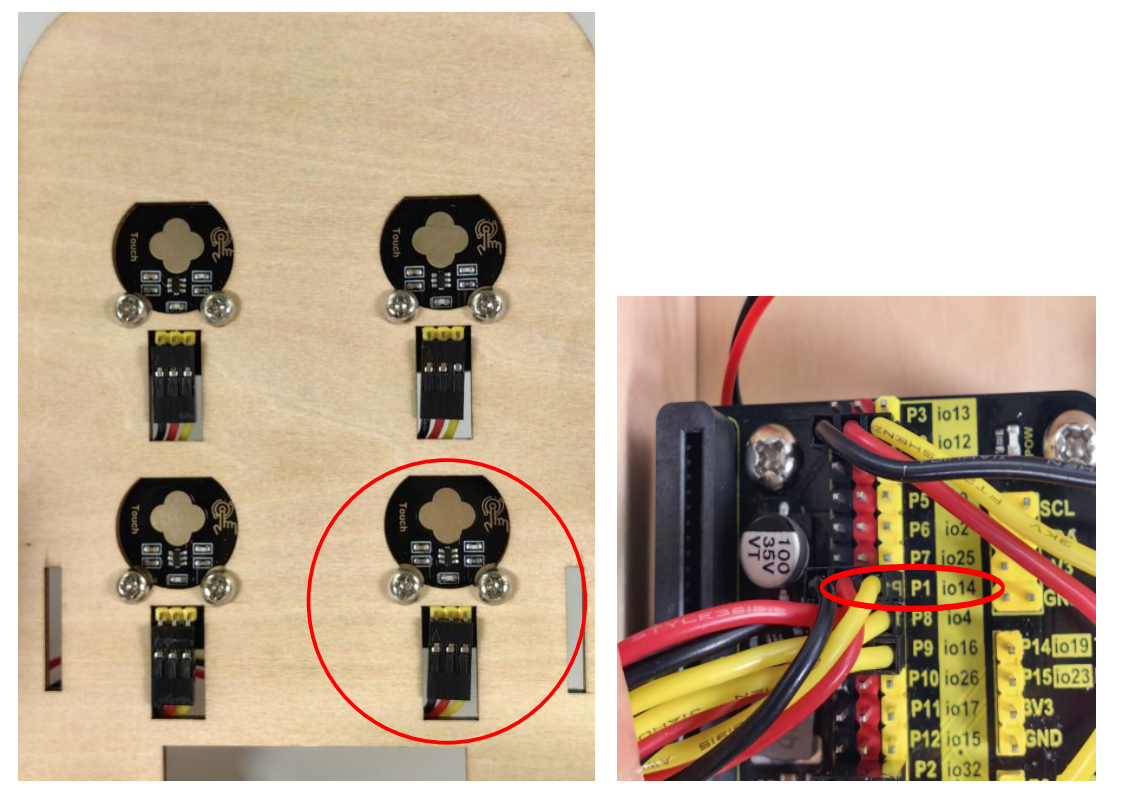 Touch
Touch
Touch
Touch
P3 io13
io12
POW
P5
SCL
P6 io2
P7 io25
100
35V
VT
P1 io14
P8 io4
P9 io16
P14 io19
P10 io26
P15 io23
P11 io17
3V3
P12 io15
GND
P2 io32